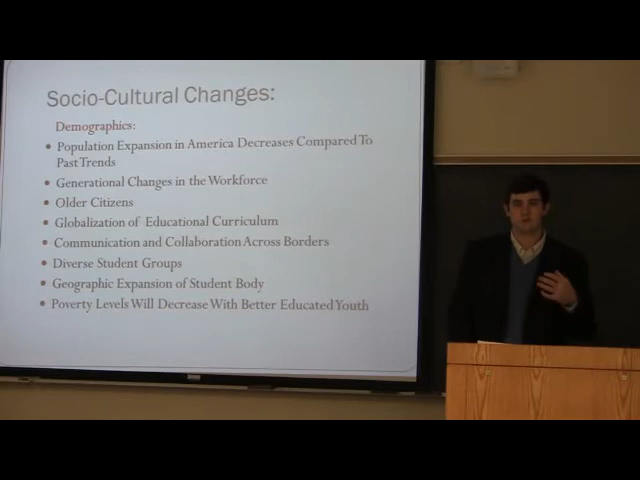 Socio-Cultural Changes:
Demographics:
• Population Expansion in America Decreases Compared To
Past Trends
• Generational Changes in the Workforce
• Older Citizens
• Globalization of Educational Curriculum
• Communication and Collaboration Across Borders
• Diverse Student Groups
• Geographic Expansion of Student Body
• Poverty Levels Will Decrease With Better Educated Youth